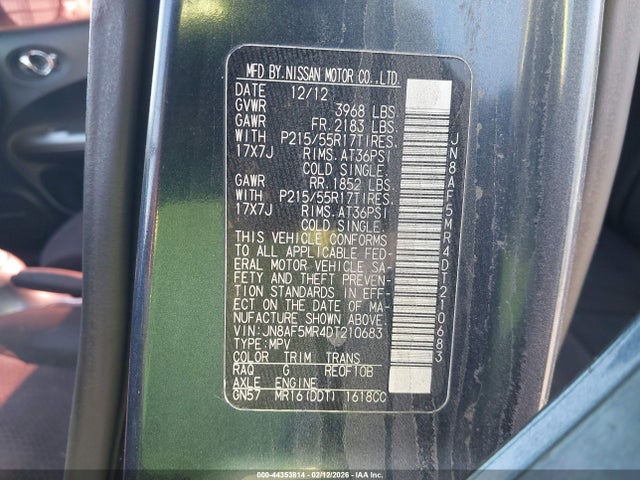 MFD BY.NISSAN MOTOR CO.,LTD.
DATE 12/12
GVWR 3968 LBS.
GAWR FR.2183 LBS.
WITH P215/55R17TIRES.
17X7J RIMS.AT36PSI
COLD SINGLE.
GAWR RR.1852 LBS.
WITH P215/55R17TIRES.
17X7J RIMS.AT36PSI
COLD SINGLE.
THIS VEHICLE CONFORMS
TO ALL APPLICABLE FED-
ERAL MOTOR VEHICLE SA-
FETY AND THEFT PREVEN-
TION STANDARDS IN EFF-
ECT ON THE DATE OF MA-
NUFACTURE SHOWN ABOVE.
VIN:JN8AF5MR4DT210683
TYPE:MPV
COLOR TRIM TRANS
RAQ G RE0F10B
AXLE ENGINE
GN57 MR16(DDT) 1618CC
JN8AF5MR4DT210683
000-44353814 - 02/12/2026 - IAAI.COM